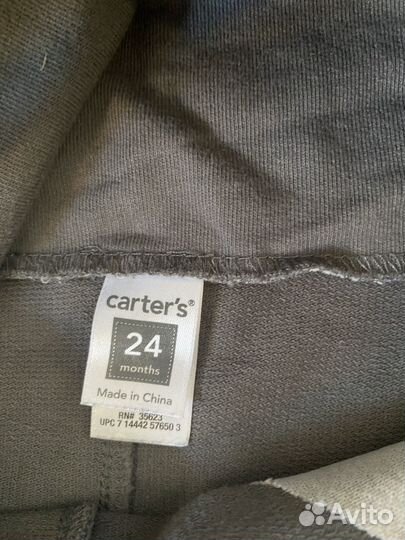 carter's®
24
months
Made in China
RN# 35623
UPC 7 14442 57650 3
Avito